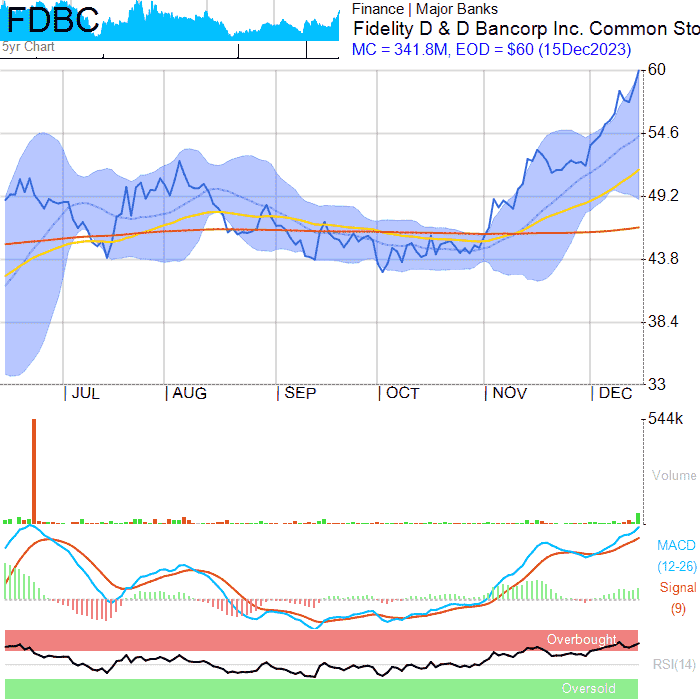 FDBC
5yr Chart
Finance | Major Banks
Fidelity D & D Bancorp Inc. Common Sto
MC = 341.8M, EOD = $60 (15Dec2023)
60
54.6
49.2
43.8
38.4
33
JUL AUG SEP OCT NOV DEC
544k
Volume
MACD
(12-26)
Signal
(9)
Overbought
RSI(14)
Oversold